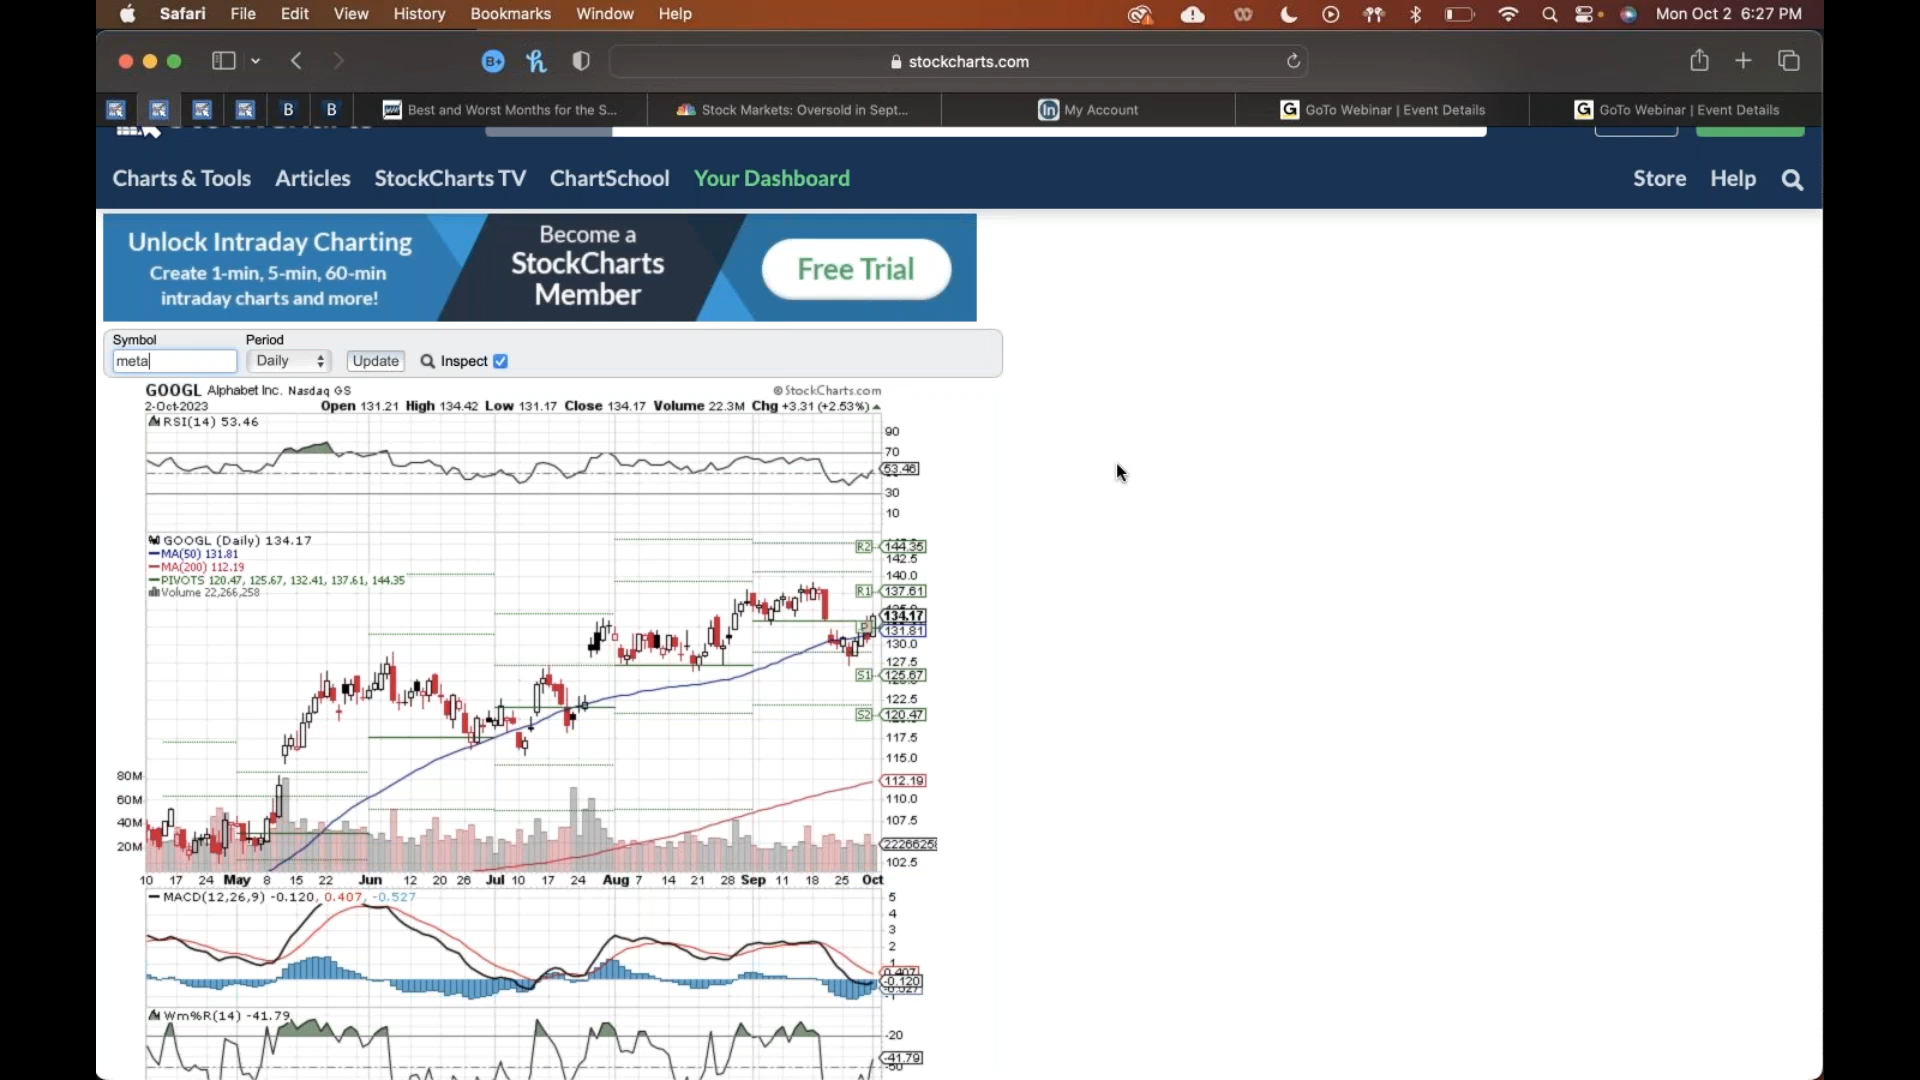 Safari File Edit View History Bookmarks Window Help Mon Oct 2 6:27 PM
stockcharts.com
B B Best and Worst Months for the S... Stock Markets: Oversold in Sept... My Account GoTo Webinar | Event Details GoTo Webinar | Event Details
Charts & Tools Articles StockCharts TV ChartSchool Your Dashboard Store Help
Unlock Intraday Charting
Create 1-min, 5-min, 60-min
intraday charts and more!
Become a
StockCharts
Member
Free Trial
Symbol Period
meta Daily Update Inspect
GOOGL Alphabet Inc. Nasdaq GS © StockCharts.com
2-Oct-2023 Open 131.21 High 134.42 Low 131.17 Close 134.17 Volume 22.3M Chg +3.31 (+2.53%)
RSI(14) 53.46
90
70
53.46
30
10
GOOGL (Daily) 134.17
MA(50) 131.81
MA(200) 112.19
PIVOTS 120.47, 125.67, 132.41, 137.61, 144.35
Volume 22,266,258
R2 144.35
142.5
140.0
R1 137.61
134.17
P
131.81
130.0
127.5
S1 125.67
122.5
S2 120.47
117.5
115.0
112.19
110.0
107.5
22266258
102.5
80M
60M
40M
20M
10 17 24 May 8 15 22 Jun 12 20 26 Jul 10 17 24 Aug 7 14 21 28 Sep 11 18 25 Oct
MACD(12,26,9) -0.120, 0.407, -0.527
5
4
3
2
1
0.407
-0.120
-0.527
-1
Wm%R(14) -41.79
-20
-41.79
-50